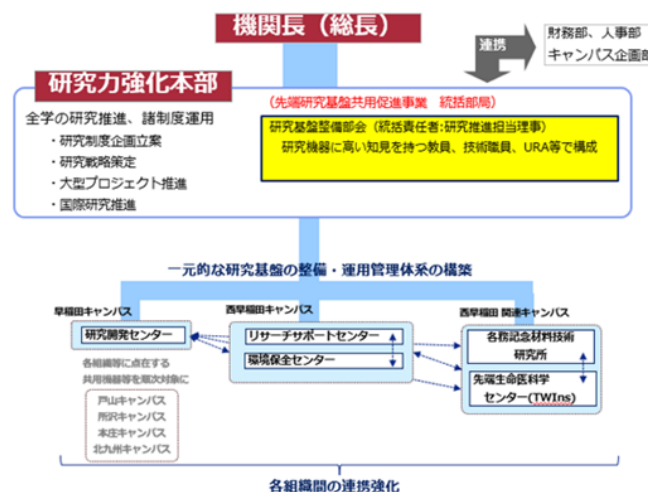 機関長（総長）
連携
財務部、人事部
キャンパス企画部
研究力強化本部
全学の研究推進、諸制度運用
・研究制度企画立案
・研究戦略策定
・大型プロジェクト推進
・国際研究推進
(先端研究基盤共用促進事業　統括部局)
研究基盤整備部会（統括責任者:研究推進担当理事）
研究機器に高い知見を持つ教員、技術職員、URA等で構成
一元的な研究基盤の整備・運用管理体系の構築
早稲田キャンパス
研究開発センター
各組織等に点在する
共用機器等を順次対象に
戸山キャンパス
所沢キャンパス
本庄キャンパス
北九州キャンパス
西早稲田キャンパス
リサーチサポートセンター
環境保全センター
西早稲田 関連キャンパス
各務記念材料技術
研究所
先端生命医科学
センター(TWIns)
各組織間の連携強化